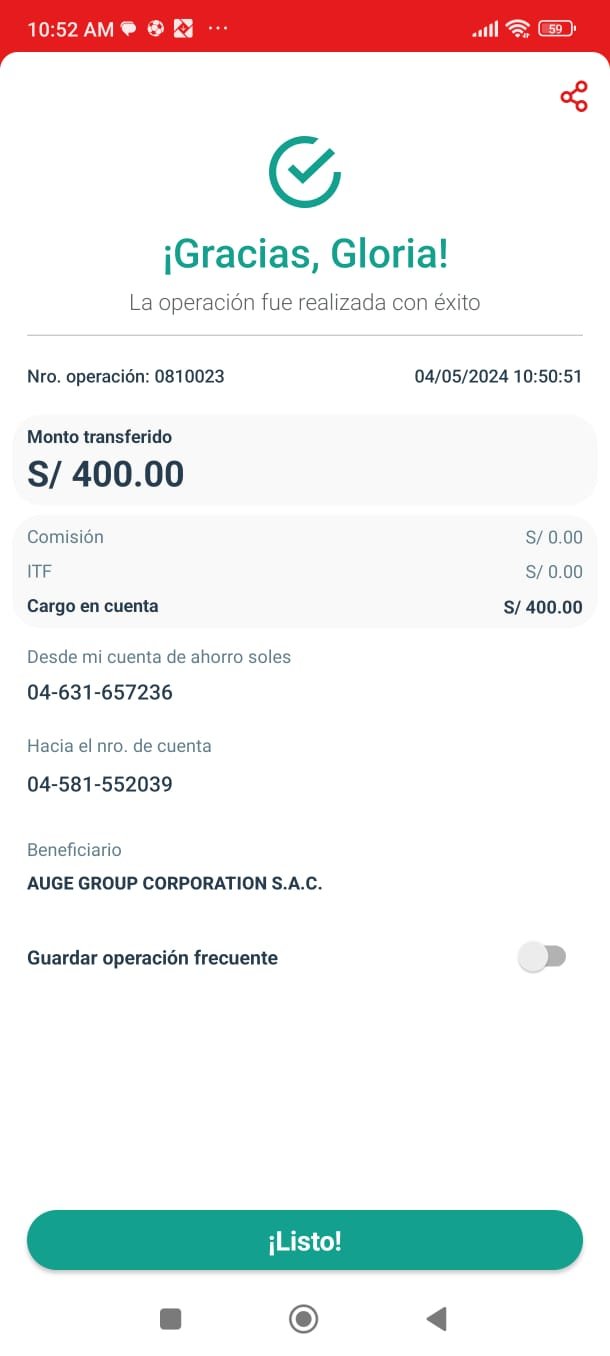 10:52 AM
59
¡Gracias, Gloria!
La operación fue realizada con éxito
Nro. operación: 0810023 04/05/2024 10:50:51
Monto transferido
S/ 400.00
Comisión S/ 0.00
ITF S/ 0.00
Cargo en cuenta S/ 400.00
Desde mi cuenta de ahorro soles
04-631-657236
Hacia el nro. de cuenta
04-581-552039
Beneficiario
AUGE GROUP CORPORATION S.A.C.
Guardar operación frecuente
¡Listo!